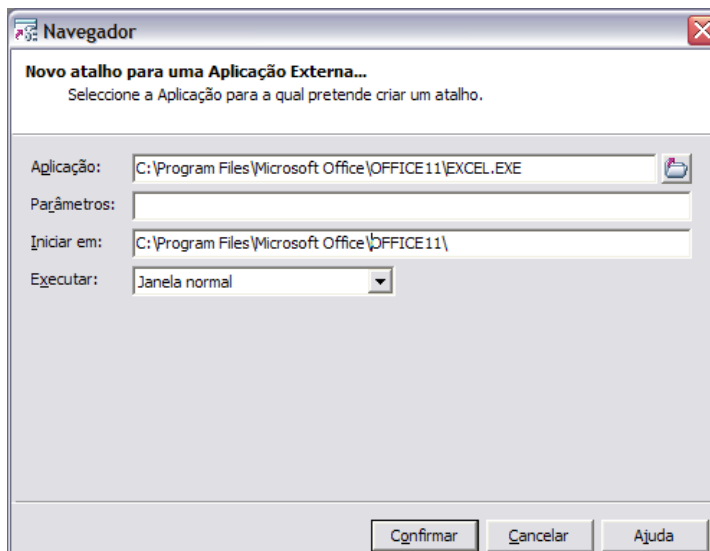 Navegador
Novo atalho para uma Aplicação Externa...
Seleccione a Aplicação para a qual pretende criar um atalho.
Aplicação: C:\Program Files\Microsoft Office\OFFICE11\EXCEL.EXE
Parâmetros:
Iniciar em: C:\Program Files\Microsoft Office\OFFICE11\
Executar: Janela normal
Confirmar Cancelar Ajuda